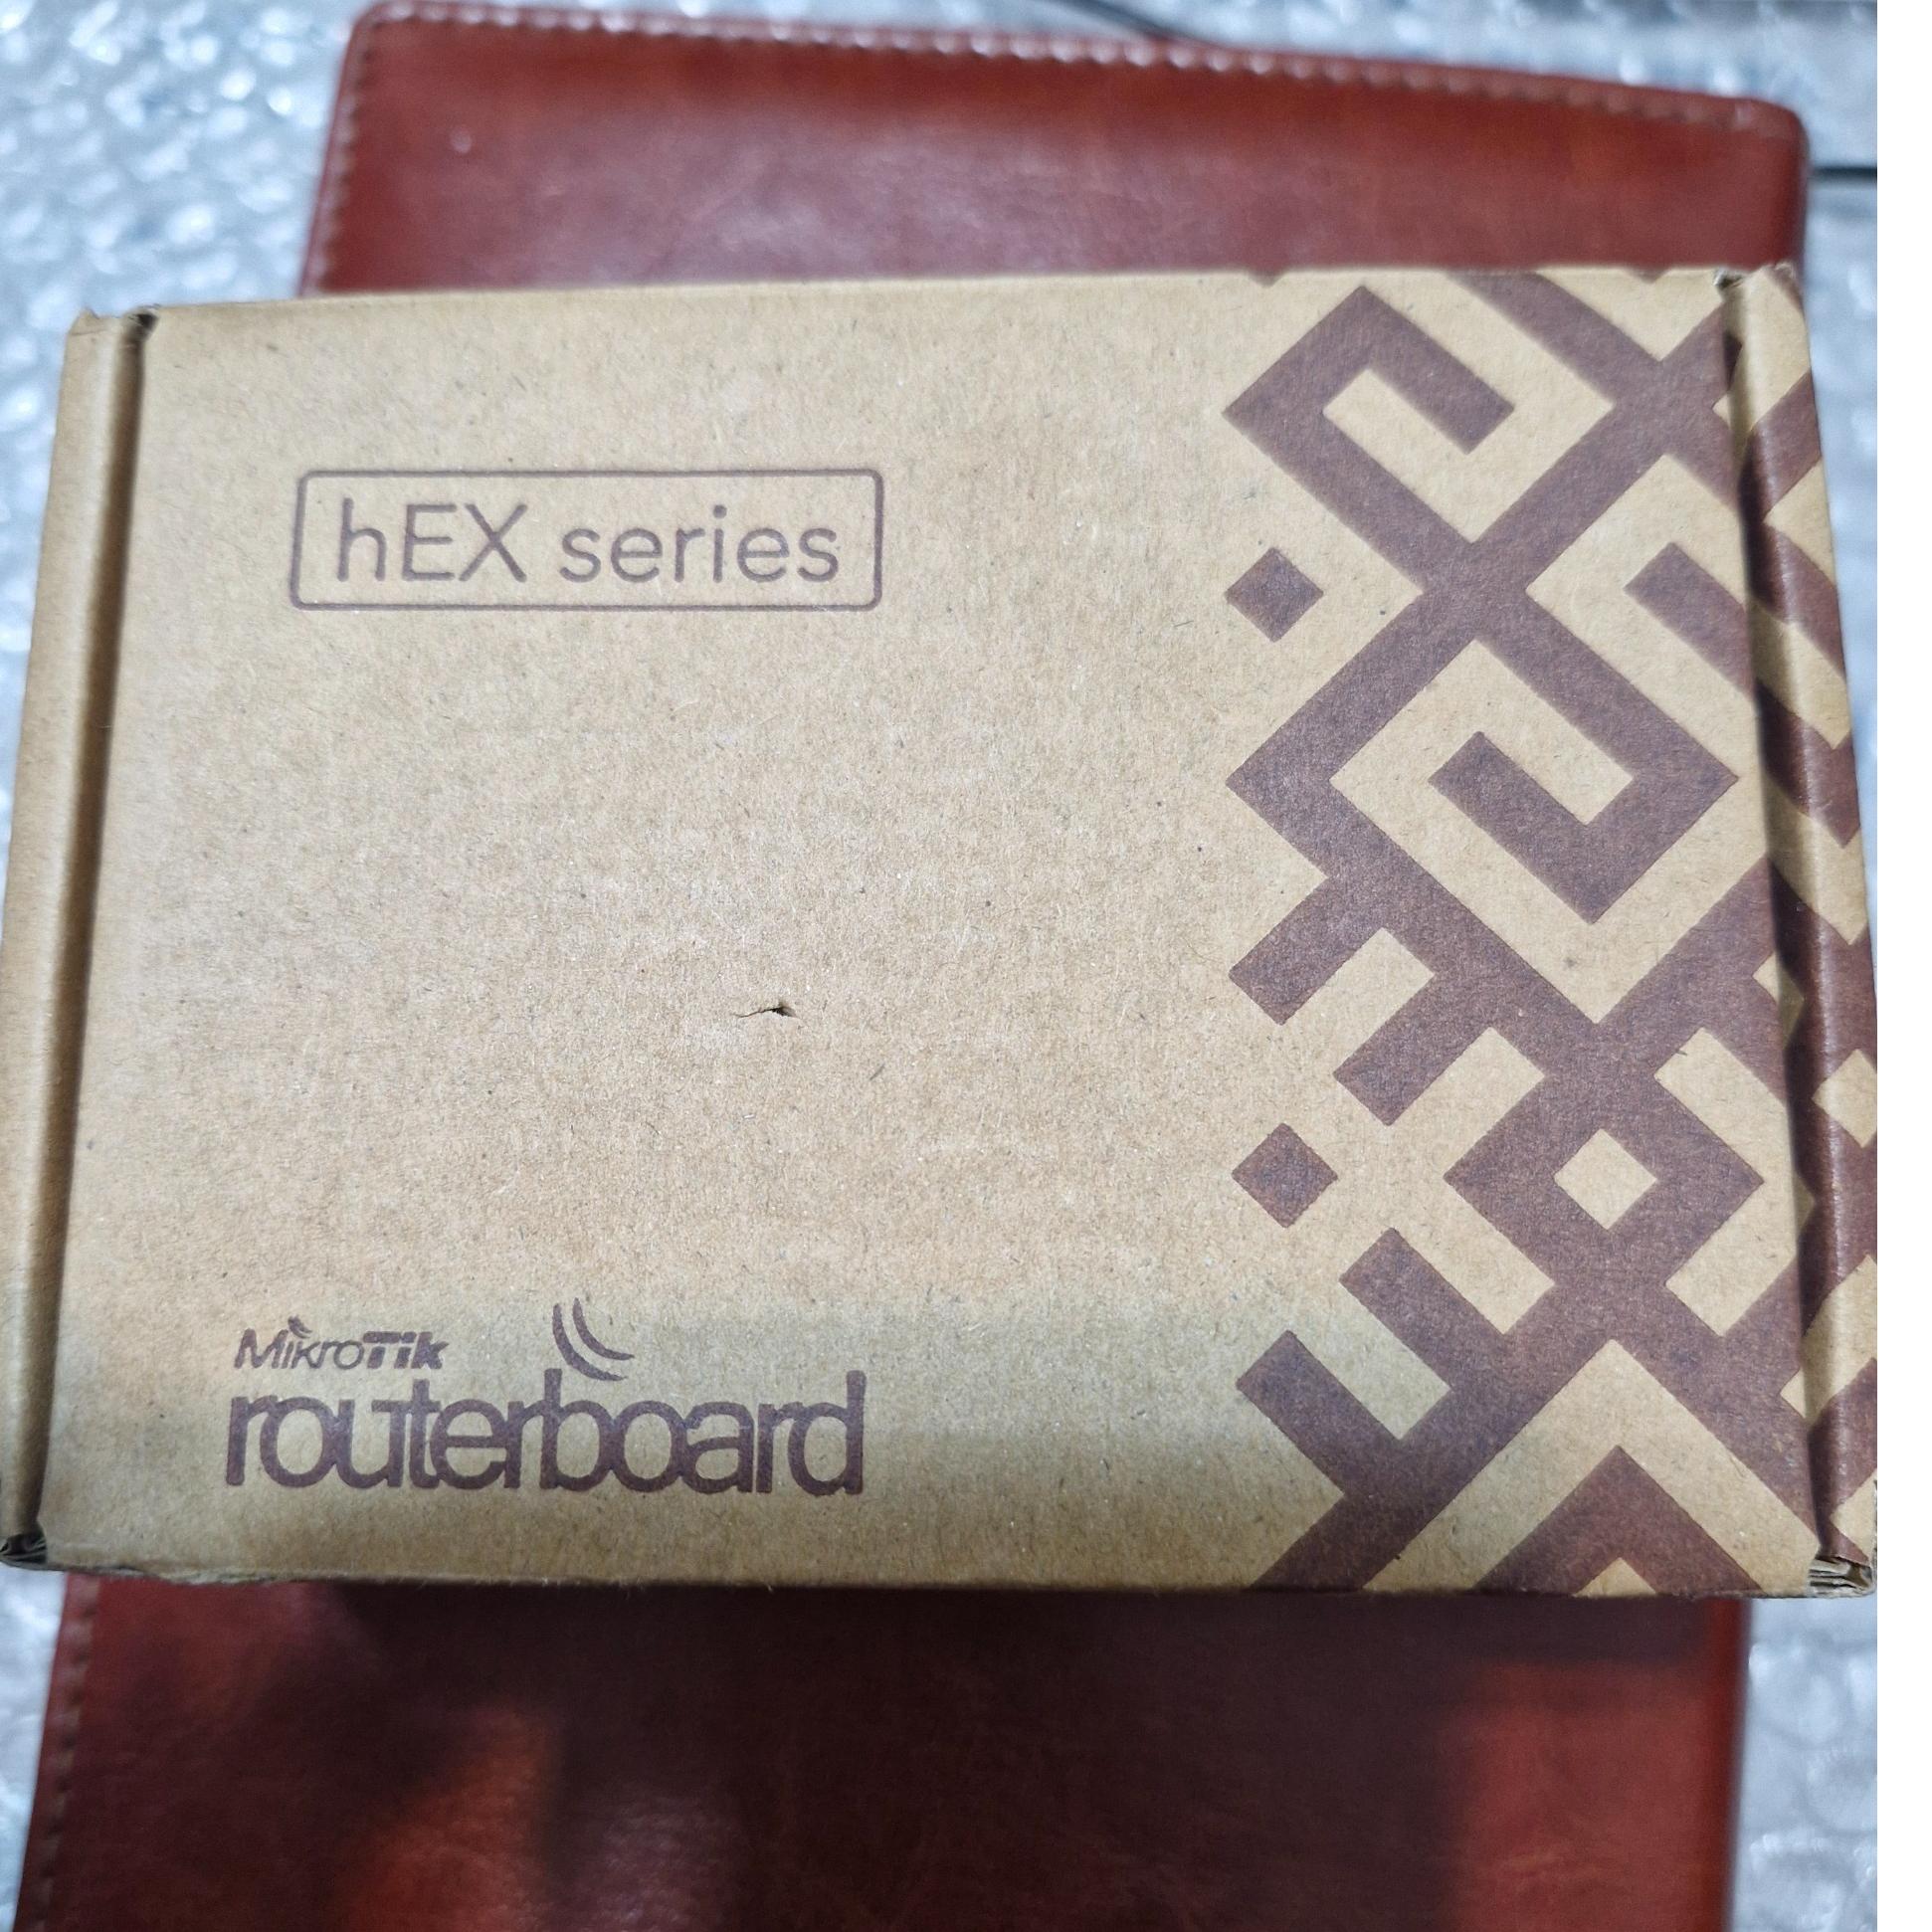 hEX series
MikroTik
routerboard